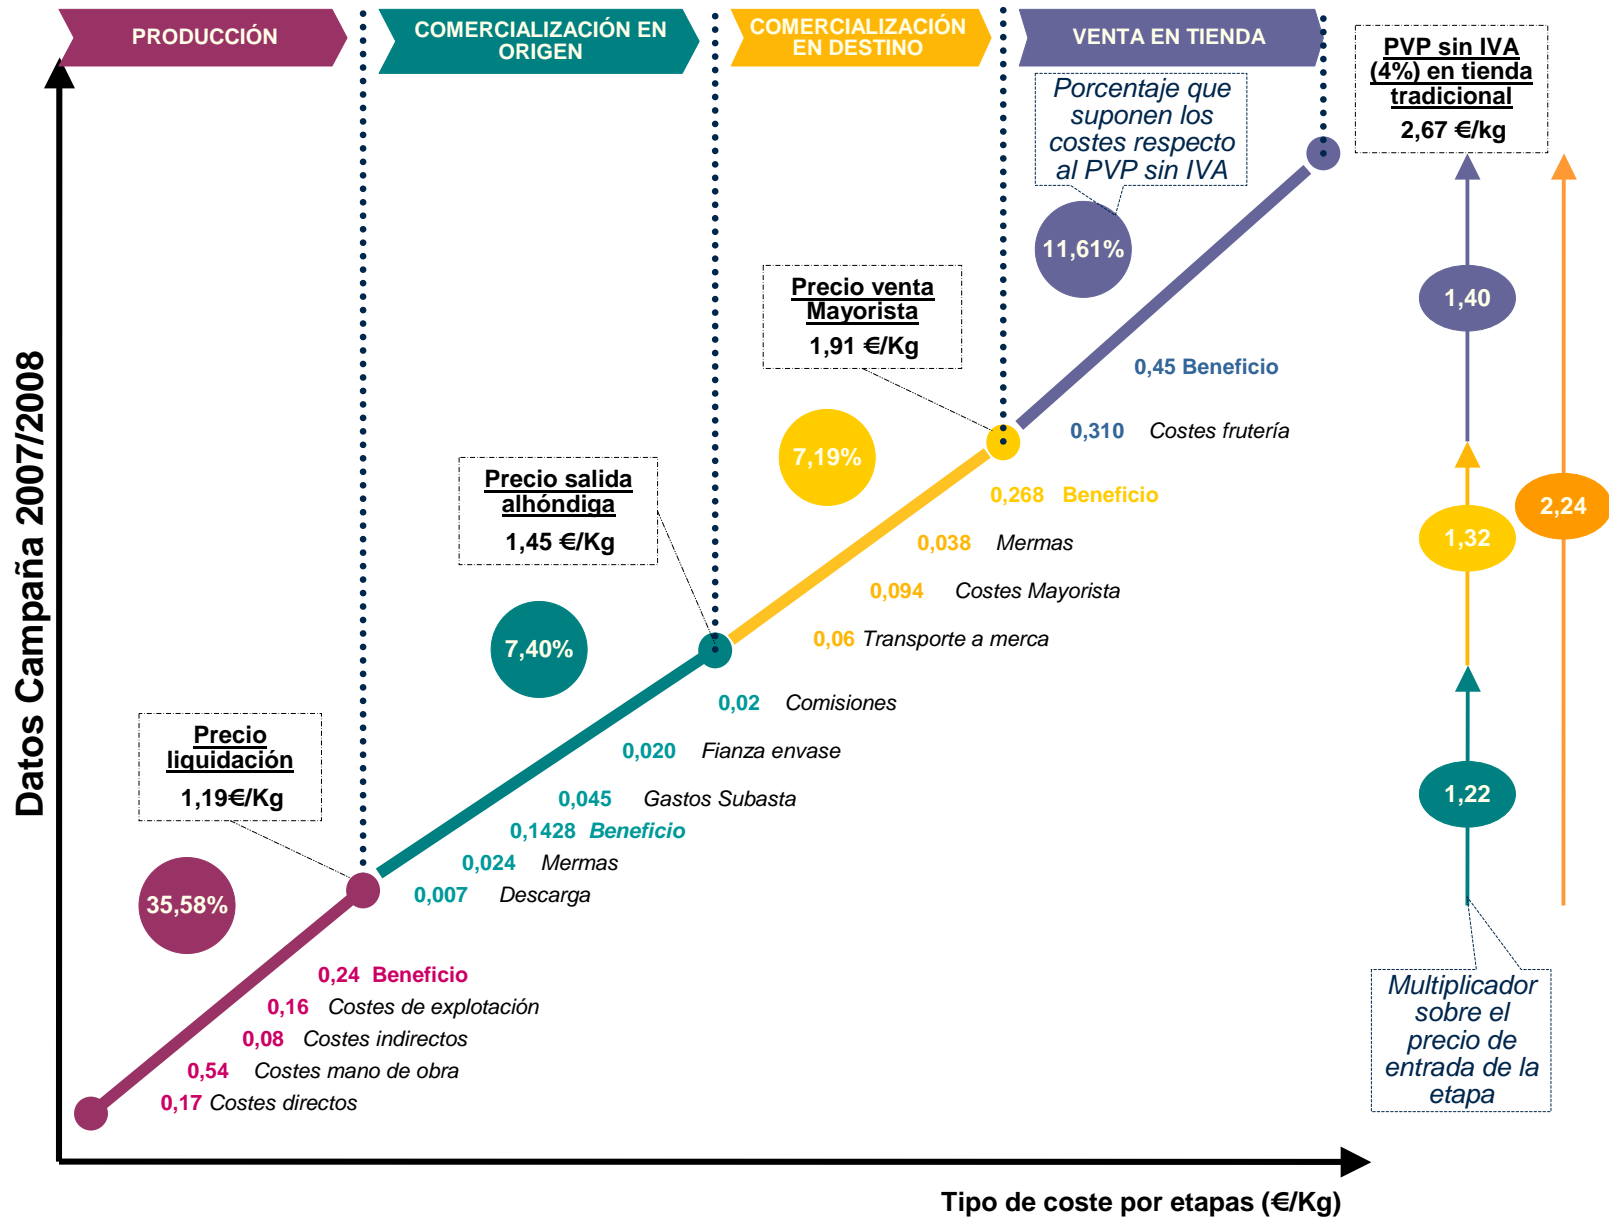 PRODUCCIÓN
COMERCIALIZACIÓN EN
ORIGEN
COMERCIALIZACIÓN
EN DESTINO
VENTA EN TIENDA
PVP sin IVA
(4%) en tienda
tradicional
2,67 €/kg
Porcentaje que
suponen los
costes respecto
al PVP sin IVA
11,61%
Precio venta
Mayorista
1,91 €/Kg
1,40
0,45 Beneficio
0,310 Costes frutería
7,19%
Precio salida
alhóndiga
1,45 €/Kg
0,268 Beneficio
0,038 Mermas
0,094 Costes Mayorista
0,06 Transporte a merca
1,32
2,24
7,40%
0,02 Comisiones
0,020 Fianza envase
0,045 Gastos Subasta
0,1428 Beneficio
0,024 Mermas
0,007 Descarga
1,22
Precio
liquidación
1,19€/Kg
35,58%
0,24 Beneficio
0,16 Costes de explotación
0,08 Costes indirectos
0,54 Costes mano de obra
0,17 Costes directos
Multiplicador
sobre el
precio de
entrada de la
etapa
Datos Campaña 2007/2008
Tipo de coste por etapas (€/Kg)